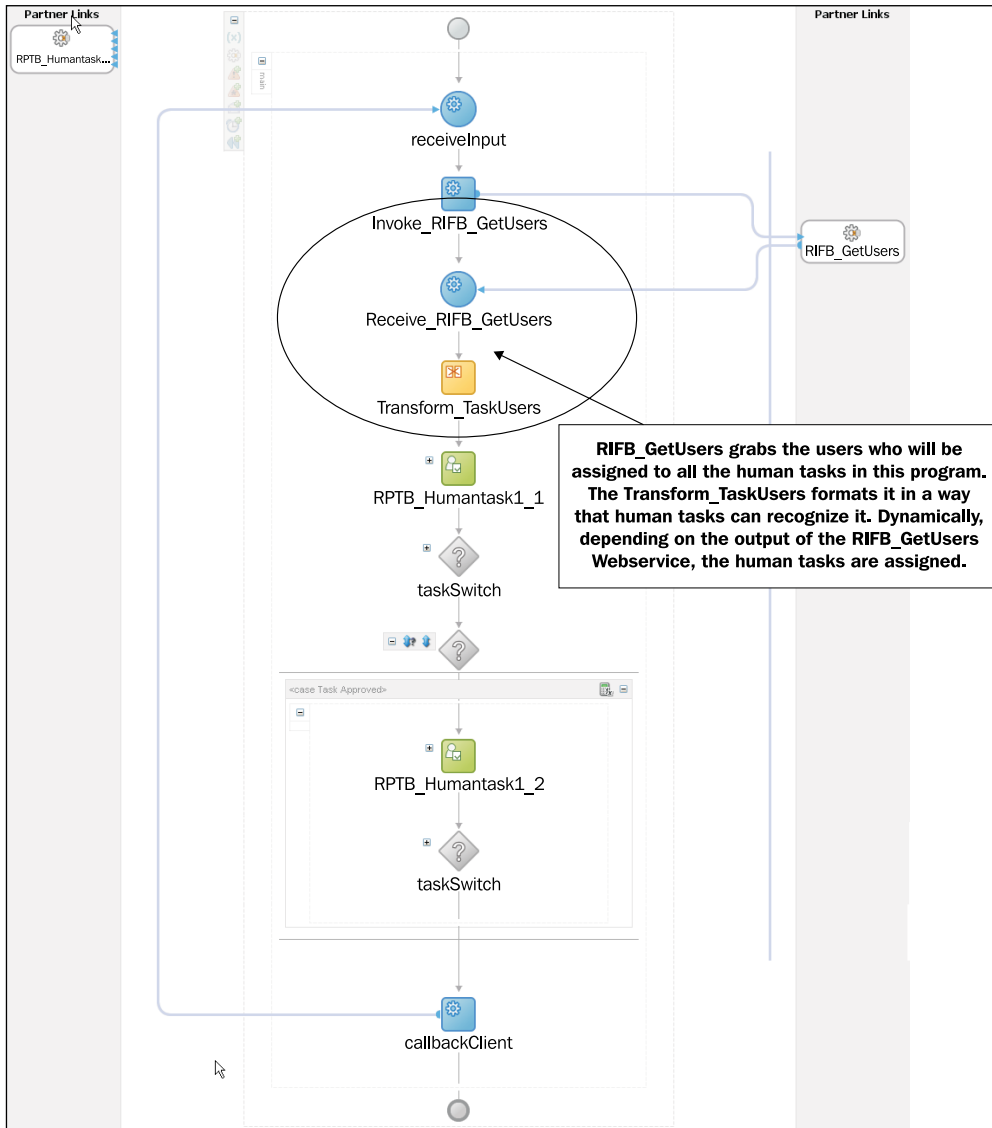 Partner Links
RPTB_Humantask...
Partner Links
main
receiveInput
Invoke_RIFB_GetUsers
RIFB_GetUsers
Receive_RIFB_GetUsers
Transform_TaskUsers
RIFB_GetUsers grabs the users who will be
assigned to all the human tasks in this program.
The Transform_TaskUsers formats it in a way
that human tasks can recognize it. Dynamically,
depending on the output of the RIFB_GetUsers
Webservice, the human tasks are assigned.
RPTB_Humantask1_1
taskSwitch
<case Task Approved>
RPTB_Humantask1_2
taskSwitch
callbackClient